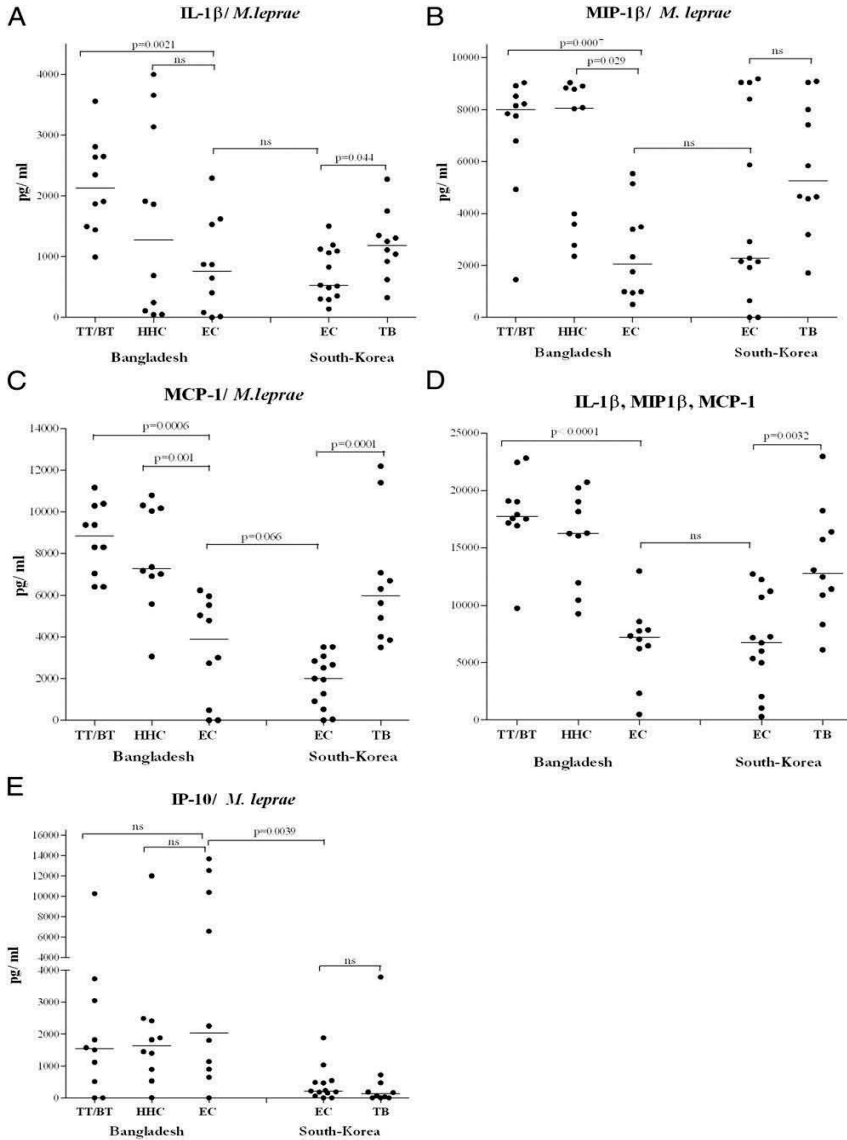 A
IL-1β/ M.leprae
p=0.0021
ns
ns
p=0.044
pg/ ml
4000
3000
2000
1000
0
TT/BT HHC EC EC TB
Bangladesh South-Korea
B
MIP-1β/ M. leprae
p=0.0007
ns
p=0.029
ns
pg/ ml
10000
8000
6000
4000
2000
0
TT/BT HHC EC EC TB
Bangladesh South-Korea
C
MCP-1/ M.leprae
p=0.0006
p=0.0001
p=0.001
p=0.066
pg/ ml
14000
12000
10000
8000
6000
4000
2000
0
TT/BT HHC EC EC TB
Bangladesh South-Korea
D
IL-1β, MIP1β, MCP-1
p<0.0001
p=0.0032
ns
pg/ ml
25000
20000
15000
10000
5000
0
TT/BT HHC EC EC TB
Bangladesh South-Korea
E
IP-10/ M. leprae
ns
p=0.0039
ns
ns
pg/ ml
16000
14000
12000
10000
8000
6000
4000
4000
3000
2000
1000
0
TT/BT HHC EC EC TB
Bangladesh South-Korea